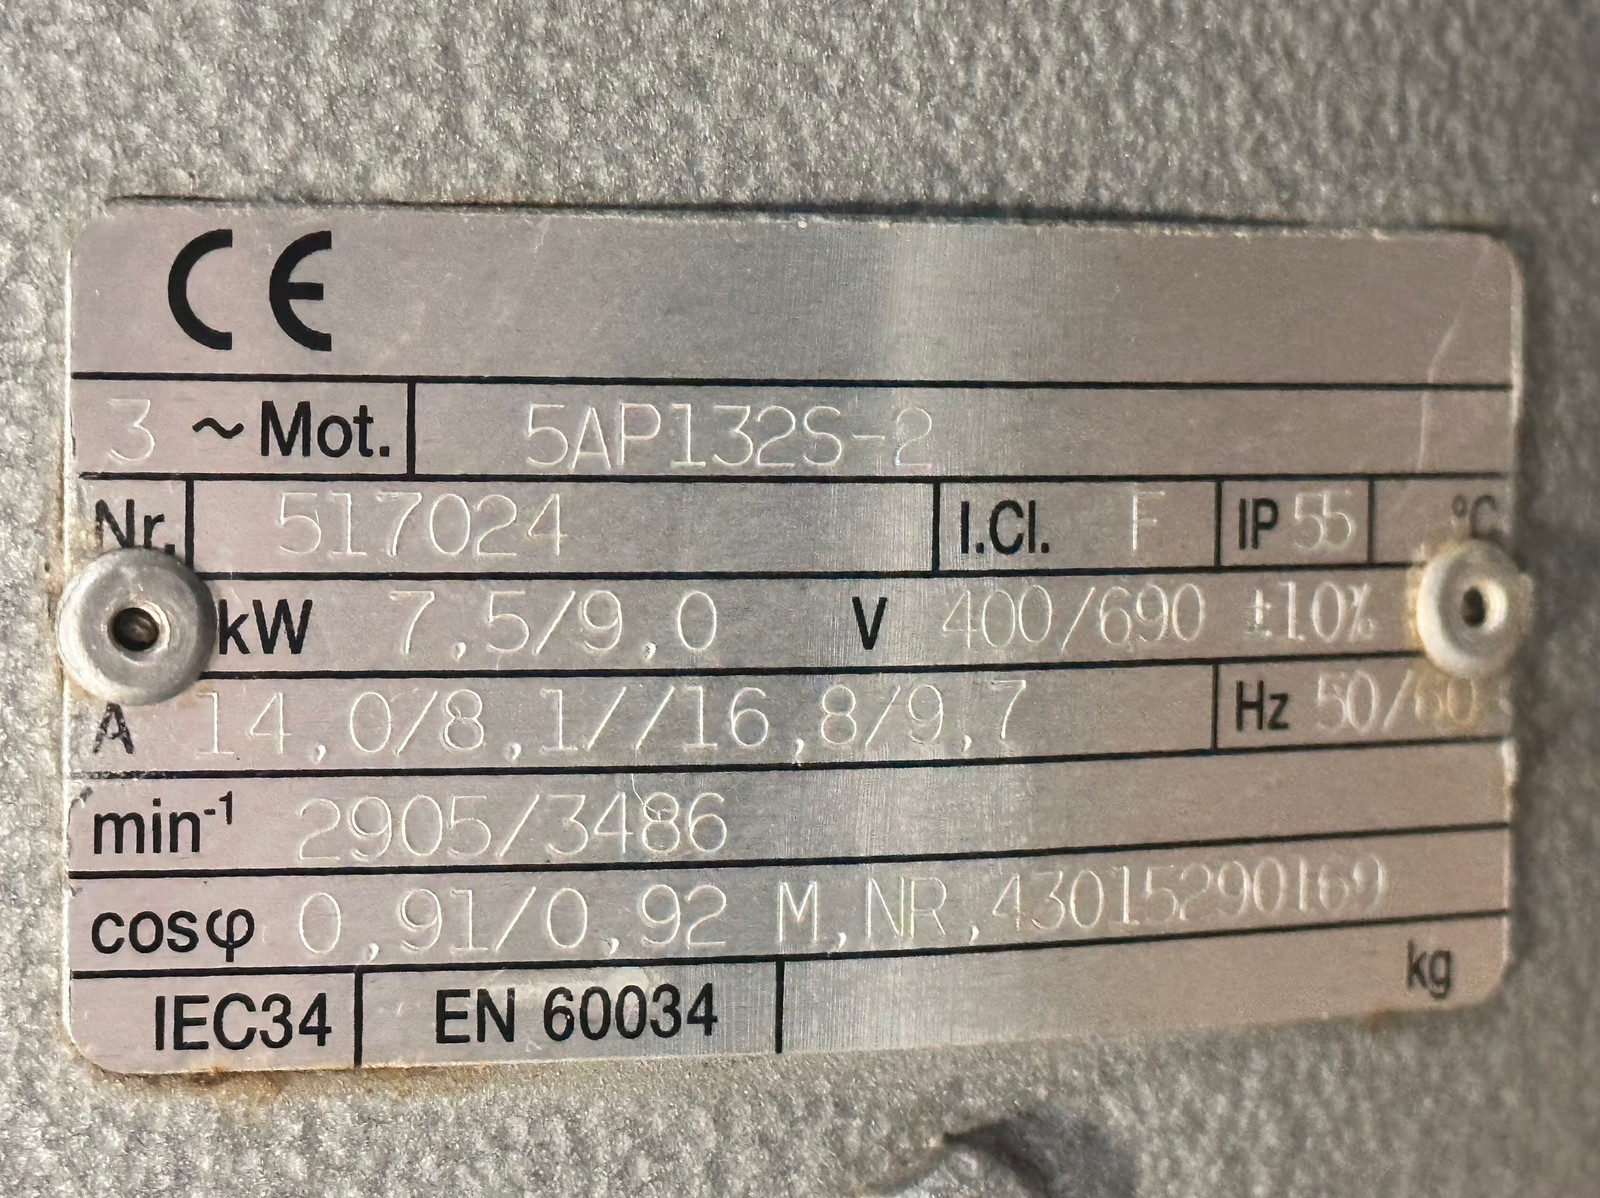 CE
3 ~ Mot. 5AP132S-2
Nr. 517024 I.Cl. F IP 55 °C
kW 7,5/9,0 V 400/690 ±10%
A 14,0/8,1//16,8/9,7 Hz 50/60
min⁻¹ 2905/3486
cosφ 0,91/0,92 M,NR,43015290169
kg
IEC34 EN 60034